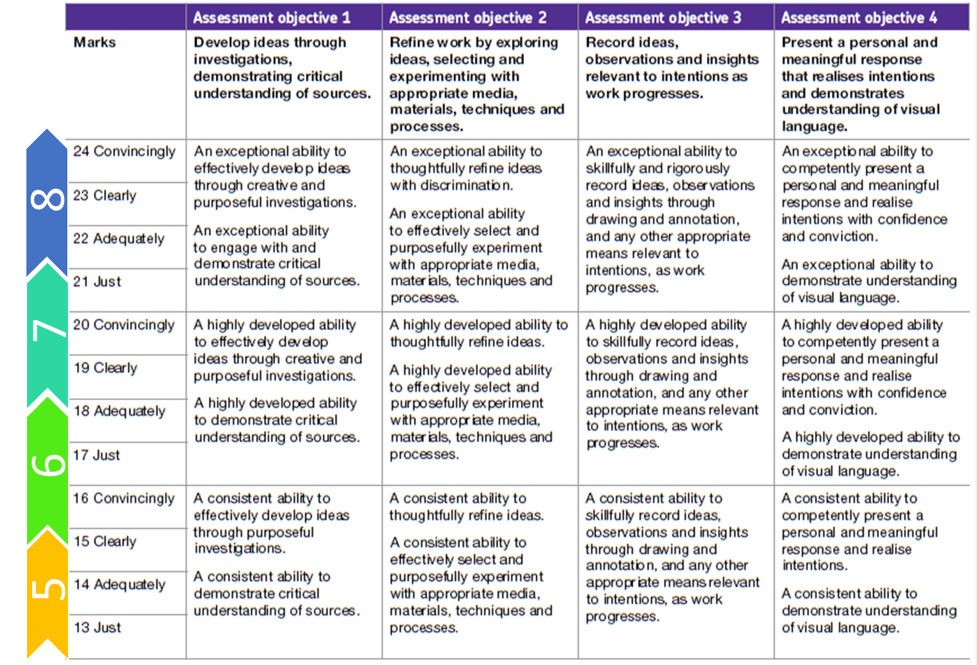 Assessment objective 1
Assessment objective 2
Assessment objective 3
Assessment objective 4
Marks
Develop ideas through
investigations,
demonstrating critical
understanding of sources.
Refine work by exploring
ideas, selecting and
experimenting with
appropriate media,
materials, techniques and
processes.
Record ideas,
observations and insights
relevant to intentions as
work progresses.
Present a personal and
meaningful response
that realises intentions
and demonstrates
understanding of visual
language.
8
24 Convincingly
23 Clearly
22 Adequately
21 Just
An exceptional ability to
effectively develop ideas
through creative and
purposeful investigations.
An exceptional ability
to engage with and
demonstrate critical
understanding of sources.
An exceptional ability to
thoughtfully refine ideas
with discrimination.
An exceptional ability
to effectively select and
purposefully experiment
with appropriate media,
materials, techniques and
processes.
An exceptional ability to
skillfully and rigorously
record ideas, observations
and insights through
drawing and annotation,
and any other appropriate
means relevant to
intentions, as work
progresses.
An exceptional ability to
competently present a
personal and meaningful
response and realise
intentions with confidence
and conviction.
An exceptional ability to
demonstrate understanding
of visual language.
7
20 Convincingly
19 Clearly
18 Adequately
17 Just
A highly developed ability
to effectively develop
ideas through creative and
purposeful investigations.
A highly developed ability
to demonstrate critical
understanding of sources.
A highly developed ability to
thoughtfully refine ideas.
A highly developed ability
to effectively select and
purposefully experiment
with appropriate media,
materials, techniques and
processes.
A highly developed ability
to skillfully record ideas,
observations and insights
through drawing and
annotation, and any other
appropriate means relevant
to intentions, as work
progresses.
A highly developed ability
to competently present a
personal and meaningful
response and realise
intentions with confidence
and conviction.
A highly developed ability to
demonstrate understanding
of visual language.
6
16 Convincingly
15 Clearly
14 Adequately
13 Just
A consistent ability to
effectively develop ideas
through purposeful
investigations.
A consistent ability to
demonstrate critical
understanding of sources.
A consistent ability to
thoughtfully refine ideas.
A consistent ability to
effectively select and
purposefully experiment
with appropriate media,
materials, techniques and
processes.
A consistent ability to
skillfully record ideas,
observations and insights
through drawing and
annotation, and any other
appropriate means relevant
to intentions, as work
progresses.
A consistent ability to
competently present a
personal and meaningful
response and realise
intentions.
A consistent ability to
demonstrate understanding
of visual language.
5